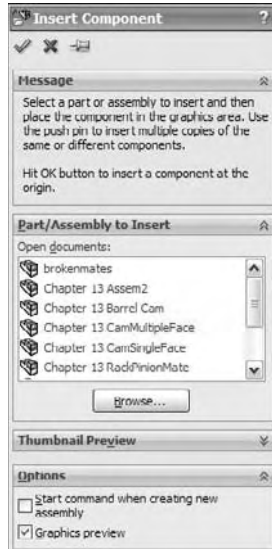 Insert Component ?
Message
Select a part or assembly to insert and then
place the component in the graphics area. Use
the push pin to insert multiple copies of the
same or different components.
Hit OK button to insert a component at the
origin.
Part/Assembly to Insert
Open documents:
brokenmates
Chapter 13 Assem2
Chapter 13 Barrel Cam
Chapter 13 CamMultipleFace
Chapter 13 CamSingleFace
Chapter 13 RackPinionMate
Browse...
Thumbnail Preview
Options
Start command when creating new
assembly
Graphics preview